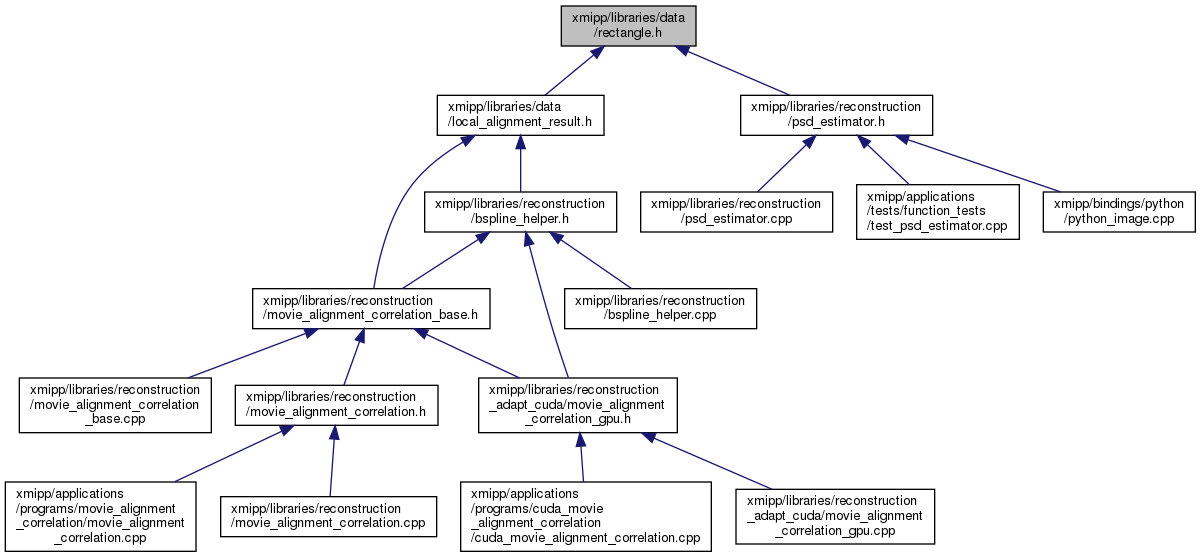 xmipp/libraries/data
/rectangle.h
xmipp/libraries/data
/local_alignment_result.h
xmipp/libraries/reconstruction
/psd_estimator.h
xmipp/libraries/reconstruction
/bspline_helper.h
xmipp/libraries/reconstruction
/psd_estimator.cpp
xmipp/applications
/tests/function_tests
/test_psd_estimator.cpp
xmipp/bindings/python
/python_image.cpp
xmipp/libraries/reconstruction
/movie_alignment_correlation_base.h
xmipp/libraries/reconstruction
/bspline_helper.cpp
xmipp/libraries/reconstruction
/movie_alignment_correlation
_base.cpp
xmipp/libraries/reconstruction
/movie_alignment_correlation.h
xmipp/libraries/reconstruction
_adapt_cuda/movie_alignment
_correlation_gpu.h
xmipp/applications
/programs/movie_alignment
_correlation/movie_alignment
_correlation.cpp
xmipp/libraries/reconstruction
/movie_alignment_correlation.cpp
xmipp/applications
/programs/cuda_movie
_alignment_correlation
/cuda_movie_alignment_correlation.cpp
xmipp/libraries/reconstruction
_adapt_cuda/movie_alignment
_correlation_gpu.cpp